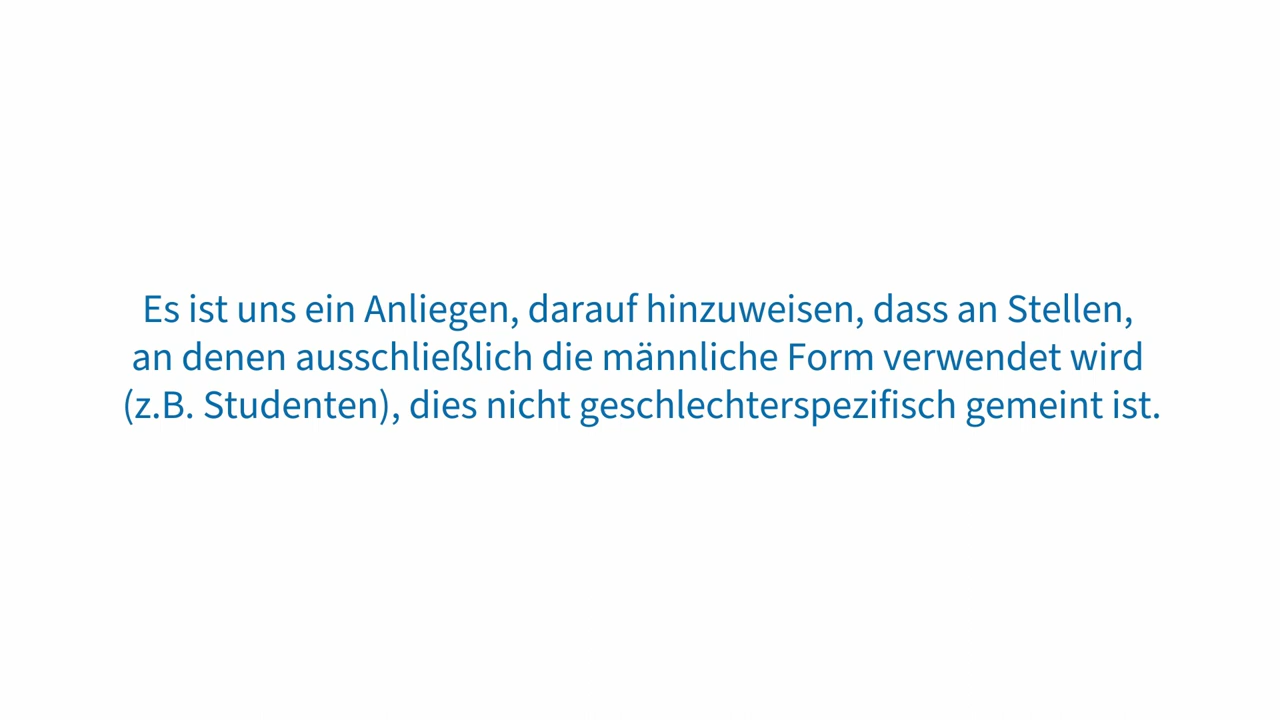 Es ist uns ein Anliegen, darauf hinzuweisen, dass an Stellen,
an denen ausschließlich die männliche Form verwendet wird
(z.B. Studenten), dies nicht geschlechterspezifisch gemeint ist.